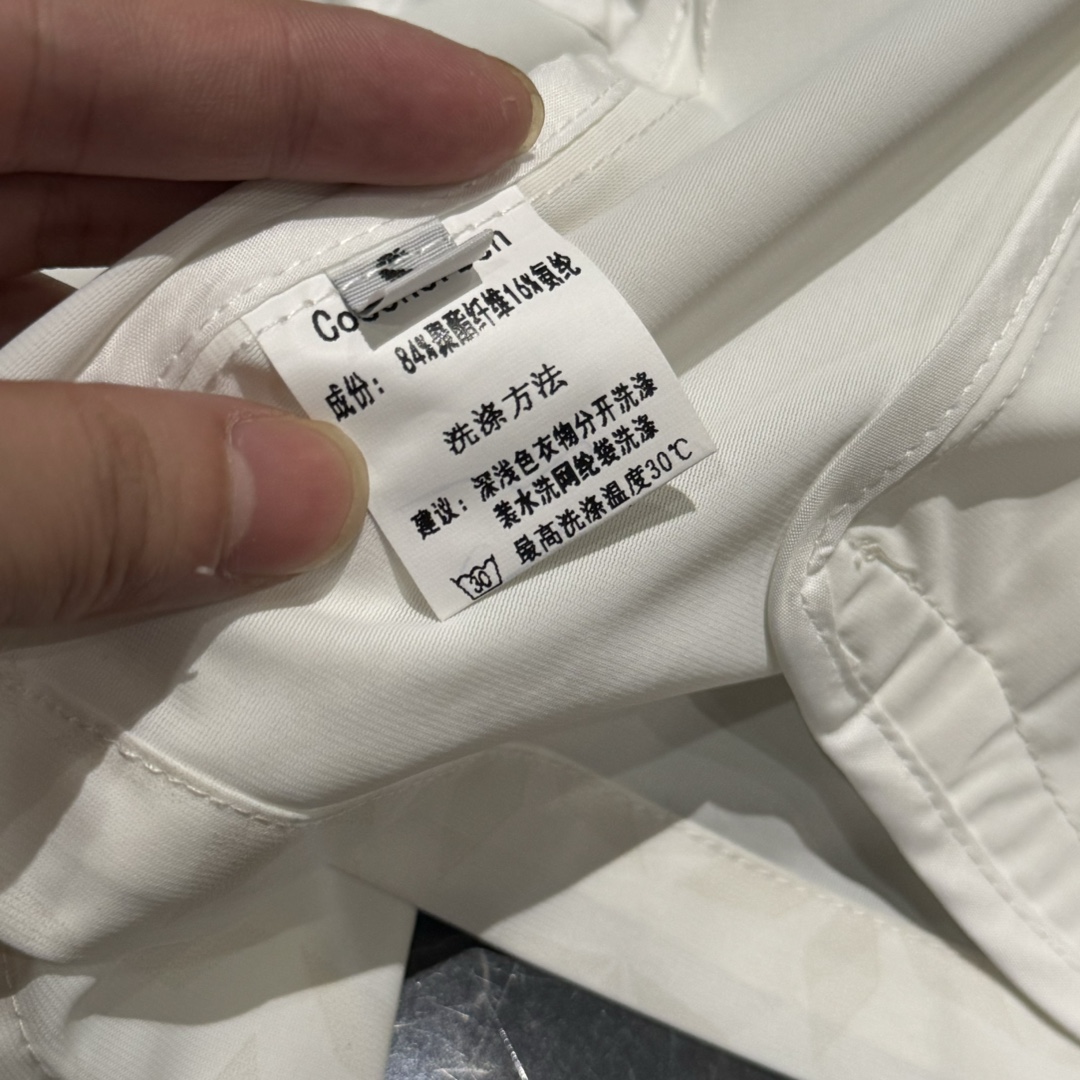 成份： 84%聚酯纤维16%氨纶
洗涤方法
建议：深浅色衣物分开洗涤
装水洗网纶袋洗涤
最高洗涤温度30℃
30